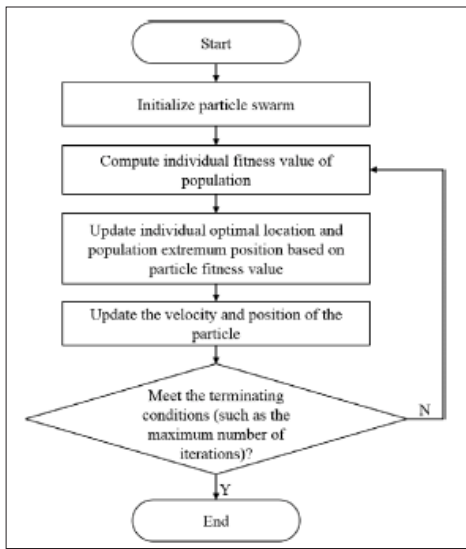 Start
Initialize particle swarm
Compute individual fitness value of
population
Update individual optimal location and
population extremum position based on
particle fitness value
Update the velocity and position of the
particle
Meet the terminating
conditions (such as the
maximum number of
iterations)?
N
Y
End